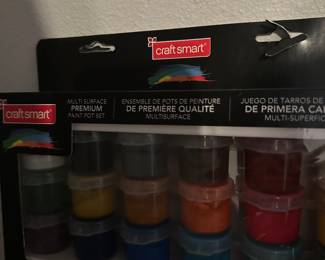 craft smart
craft smart
MULTI SURFACE
PREMIUM
PAINT POT SET
ENSEMBLE DE POTS DE PEINTURE
DE PREMIÈRE QUALITÉ
MULTISURFACE
JUEGO DE TARROS DE
DE PRIMERA CA
MULTI-SUPERFIC